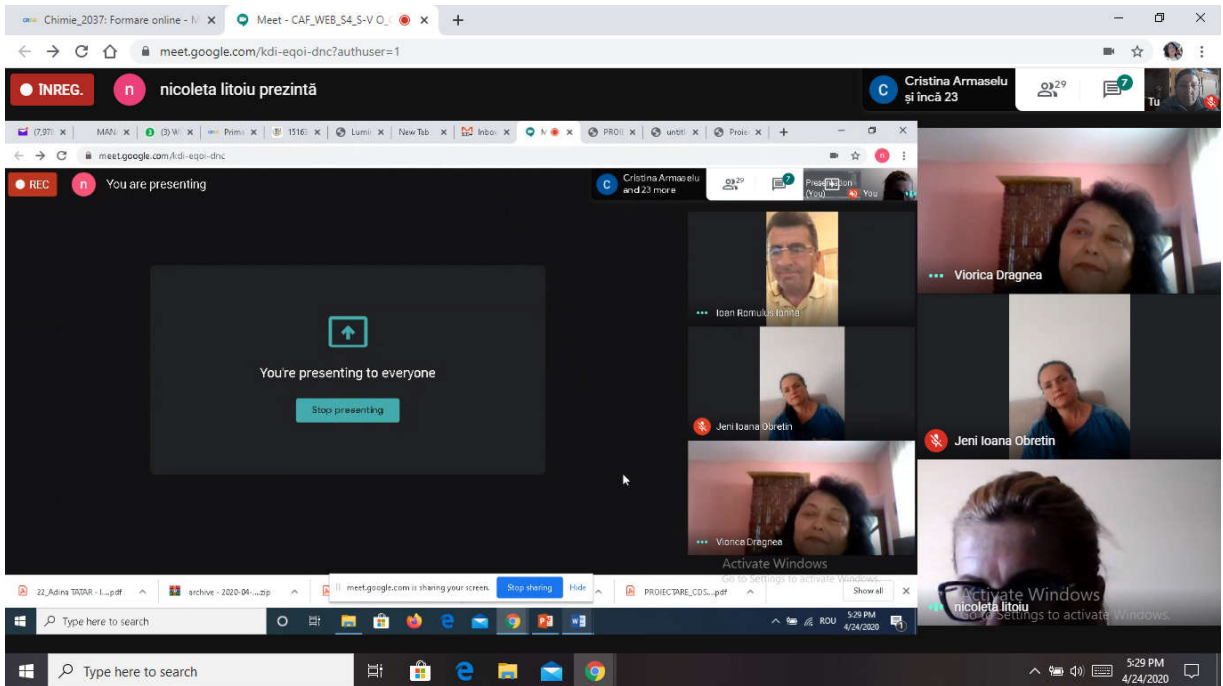 Chimie_2037: Formare online - M
Meet - CAF_WEB_S4_S-V O_
meet.google.com/kdi-eqoi-dnc?authuser=1
ÎNREG.
n
nicoleta litoiu prezintă
C
Cristina Armaselu
și încă 23
29
7
Tu
(3) W
Prima
1516
Lumii
New Tab
Inbox
untitl
Proie
meet.google.com/kdi-eqoi-dnc
n
REC
n
You are presenting
C
Cristina Armaselu
and 23 more
29
7
Presentation
(You)
You
You're presenting to everyone
Stop presenting
Ioan Romulus Ionita
Jeni Ioana Obretin
Viorica Dragnea
Activate Windows
Go to Settings to activate Windows.
Viorica Dragnea
Jeni Ioana Obretin
nicoleta litoiu
Activate Windows
Go to Settings to activate Windows.
22_Adina TATAR - I....pdf
archive - 2020-04-....zip
meet.google.com is sharing your screen.
Stop sharing
Hide
PROIECTARE_CDS....pdf
Show all
Type here to search
ROU
5:29 PM
4/24/2020
Type here to search
5:29 PM
4/24/2020